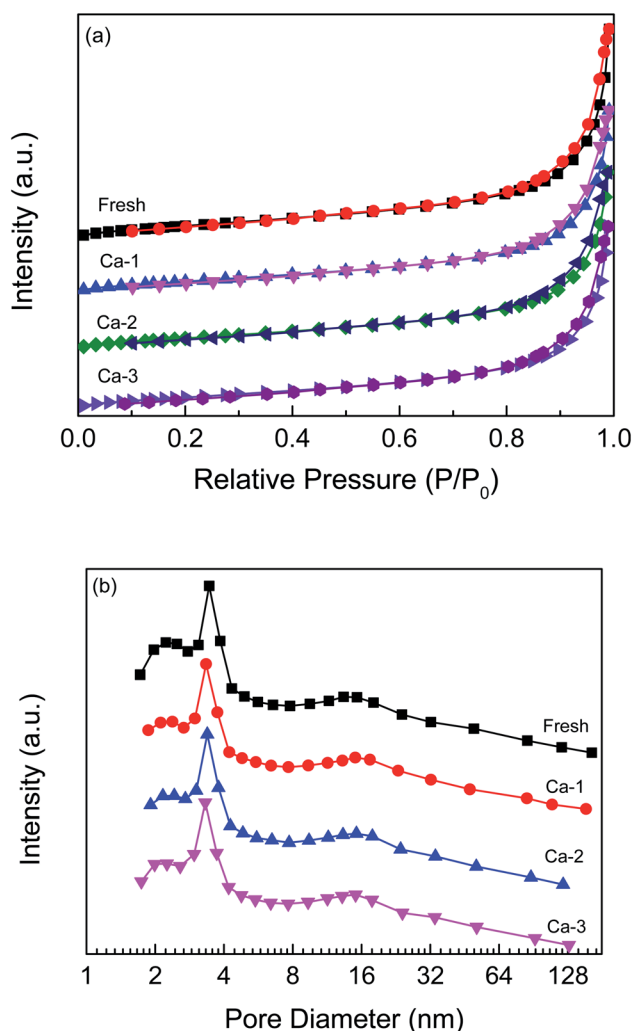 (a)
Intensity (a.u.)
Fresh
Ca-1
Ca-2
Ca-3
0.0 0.2 0.4 0.6 0.8 1.0
Relative Pressure (P/P₀)
(b)
Intensity (a.u.)
Fresh
Ca-1
Ca-2
Ca-3
1 2 4 8 16 32 64 128
Pore Diameter (nm)